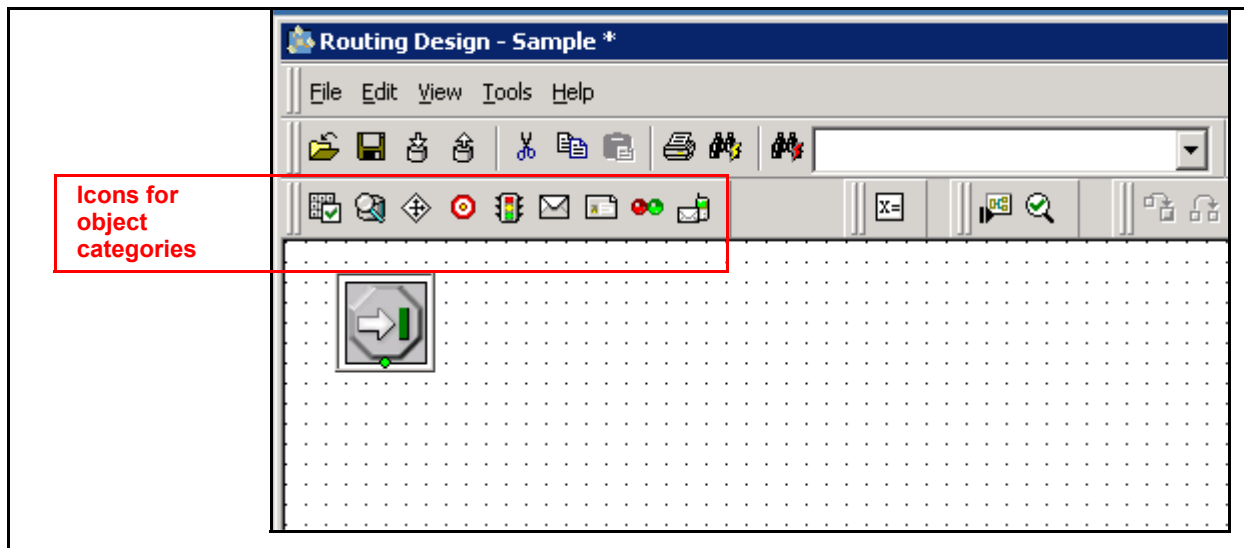 Routing Design - Sample *
File Edit View Tools Help
Icons for
object
categories
X=